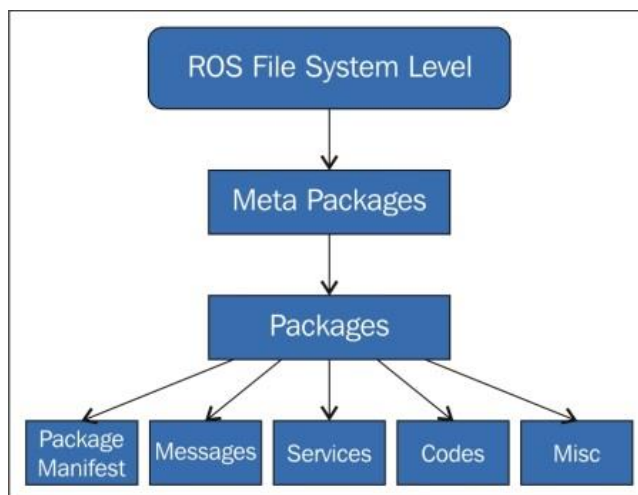 ROS File System Level
Meta Packages
Packages
Package
Manifest
Messages
Services
Codes
Misc